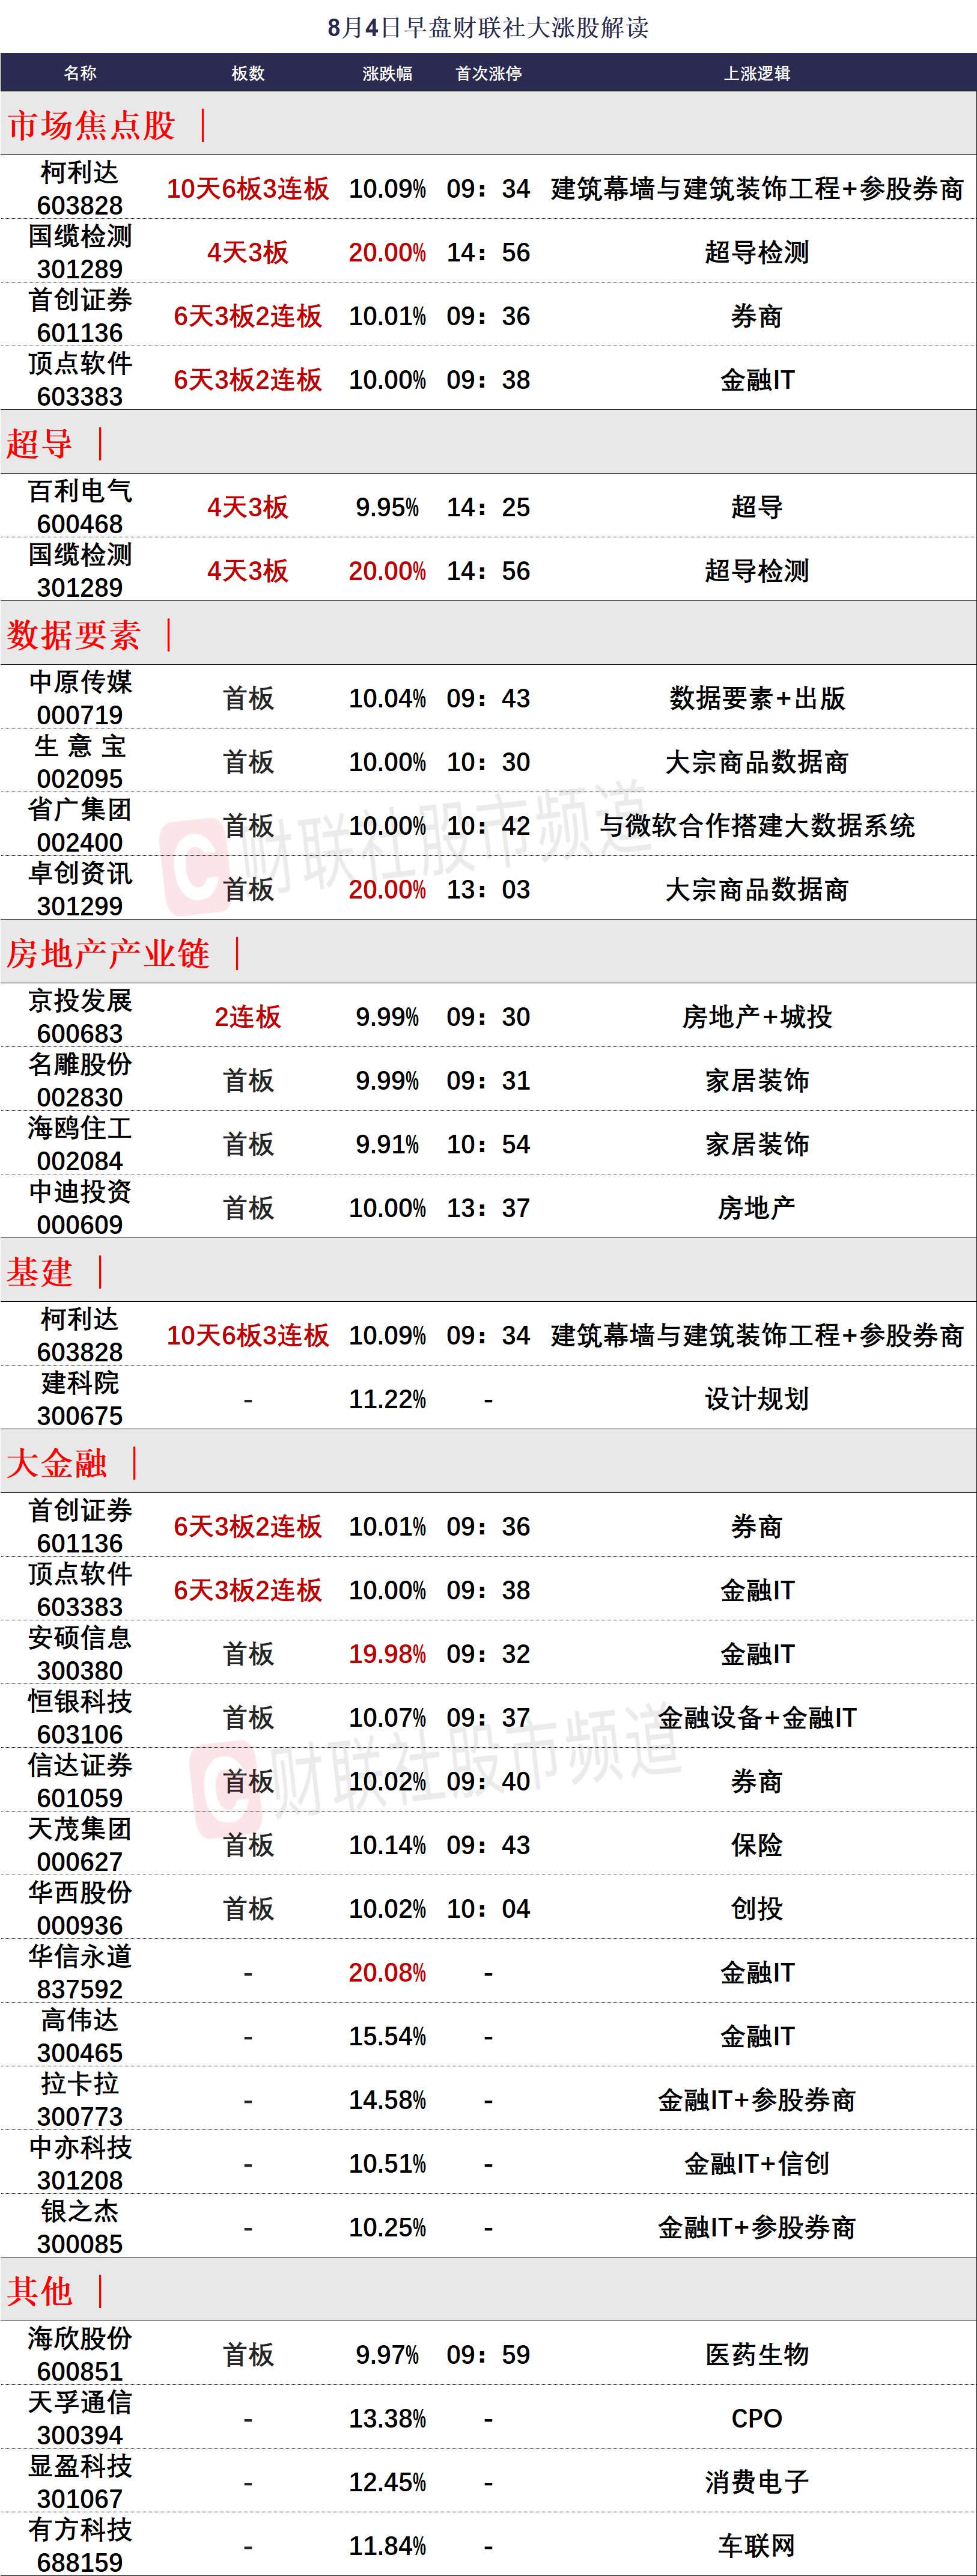 8月4日早盘财联社大涨股解读
名称 板数 涨跌幅 首次涨停 上涨逻辑
市场焦点股 ｜
柯利达
603828 10天6板3连板 10.09% 09：34 建筑幕墙与建筑装饰工程+参股券商
国缆检测
301289 4天3板 20.00% 14：56 超导检测
首创证券
601136 6天3板2连板 10.01% 09：36 券商
顶点软件
603383 6天3板2连板 10.00% 09：38 金融IT
超导 ｜
百利电气
600468 4天3板 9.95% 14：25 超导
国缆检测
301289 4天3板 20.00% 14：56 超导检测
数据要素 ｜
中原传媒
000719 首板 10.04% 09：43 数据要素+出版
生 意 宝
002095 首板 10.00% 10：30 大宗商品数据商
省广集团
002400 首板 10.00% 10：42 与微软合作搭建大数据系统
卓创资讯
301299 首板 20.00% 13：03 大宗商品数据商
财联社股市频道
房地产产业链 ｜
京投发展
600683 2连板 9.99% 09：30 房地产+城投
名雕股份
002830 首板 9.99% 09：31 家居装饰
海鸥住工
002084 首板 9.91% 10：54 家居装饰
中迪投资
000609 首板 10.00% 13：37 房地产
基建 ｜
柯利达
603828 10天6板3连板 10.09% 09：34 建筑幕墙与建筑装饰工程+参股券商
建科院
300675 - 11.22% - 设计规划
大金融 ｜
首创证券
601136 6天3板2连板 10.01% 09：36 券商
顶点软件
603383 6天3板2连板 10.00% 09：38 金融IT
安硕信息
300380 首板 19.98% 09：32 金融IT
恒银科技
603106 首板 10.07% 09：37 金融设备+金融IT
信达证券
601059 首板 10.02% 09：40 券商
财联社股市频道
天茂集团
000627 首板 10.14% 09：43 保险
华西股份
000936 首板 10.02% 10：04 创投
华信永道
837592 - 20.08% - 金融IT
高伟达
300465 - 15.54% - 金融IT
拉卡拉
300773 - 14.58% - 金融IT+参股券商
中亦科技
301208 - 10.51% - 金融IT+信创
银之杰
300085 - 10.25% - 金融IT+参股券商
其他 ｜
海欣股份
600851 首板 9.97% 09：59 医药生物
天孚通信
300394 - 13.38% - CPO
显盈科技
301067 - 12.45% - 消费电子
有方科技
688159 - 11.84% - 车联网